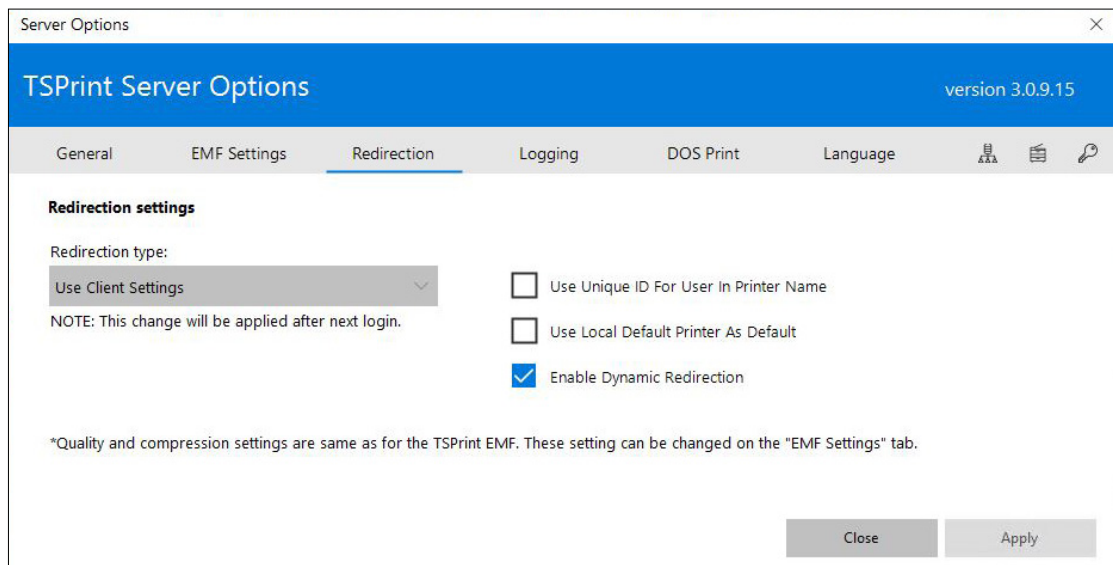 Server Options
TSPrint Server Options
version 3.0.9.15
General
EMF Settings
Redirection
Logging
DOS Print
Language
Redirection settings
Redirection type:
Use Client Settings
NOTE: This change will be applied after next login.
Use Unique ID For User In Printer Name
Use Local Default Printer As Default
Enable Dynamic Redirection
*Quality and compression settings are same as for the TSPrint EMF. These setting can be changed on the "EMF Settings" tab.
Close
Apply